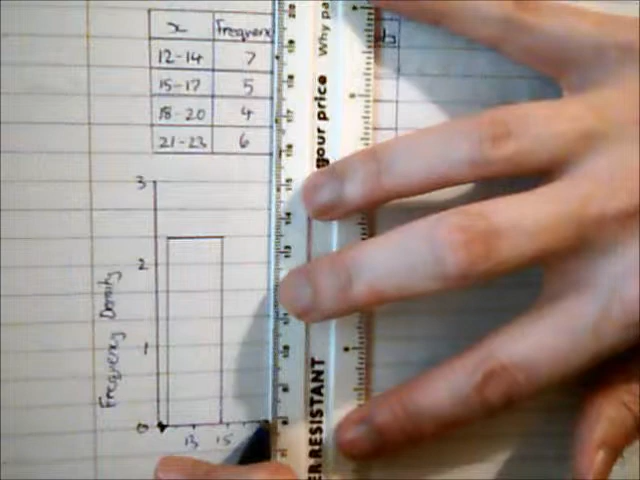 x Frequenc
12-14 7
15-17 5
18-20 4
21-23 6
3
2
1
0
13 15
Frequency Density
Why pa
your price
ER RESISTANT